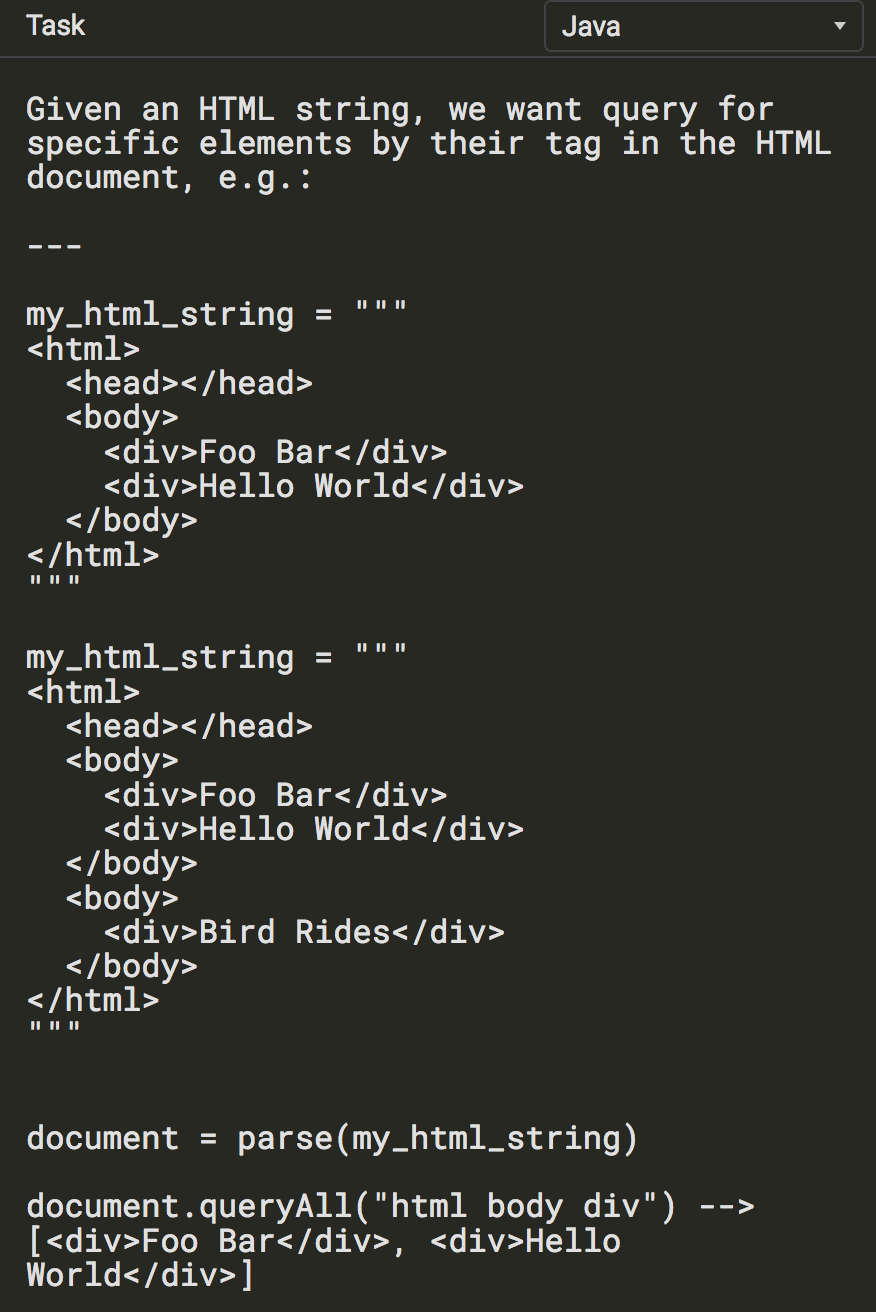 Task
Java
Given an HTML string, we want query for
specific elements by their tag in the HTML
document, e.g.:
---
my_html_string = """
<html>
  <head></head>
  <body>
    <div>Foo Bar</div>
    <div>Hello World</div>
  </body>
</html>
"""
my_html_string = """
<html>
  <head></head>
  <body>
    <div>Foo Bar</div>
    <div>Hello World</div>
  </body>
  <body>
    <div>Bird Rides</div>
  </body>
</html>
"""
document = parse(my_html_string)
document.queryAll("html body div") -->
[<div>Foo Bar</div>, <div>Hello
World</div>]